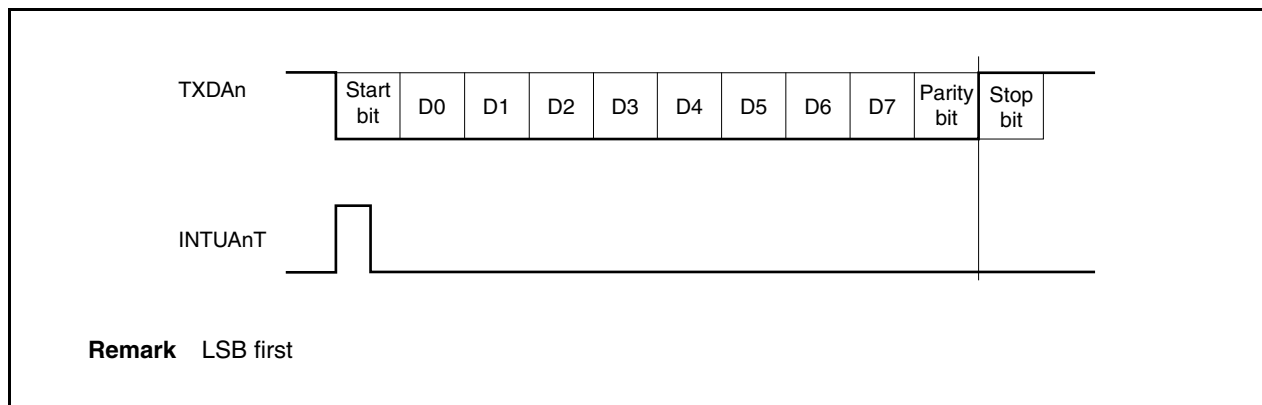 TXDAn
Start bit D0 D1 D2 D3 D4 D5 D6 D7 Parity bit Stop bit
INTUAnT
Remark LSB first